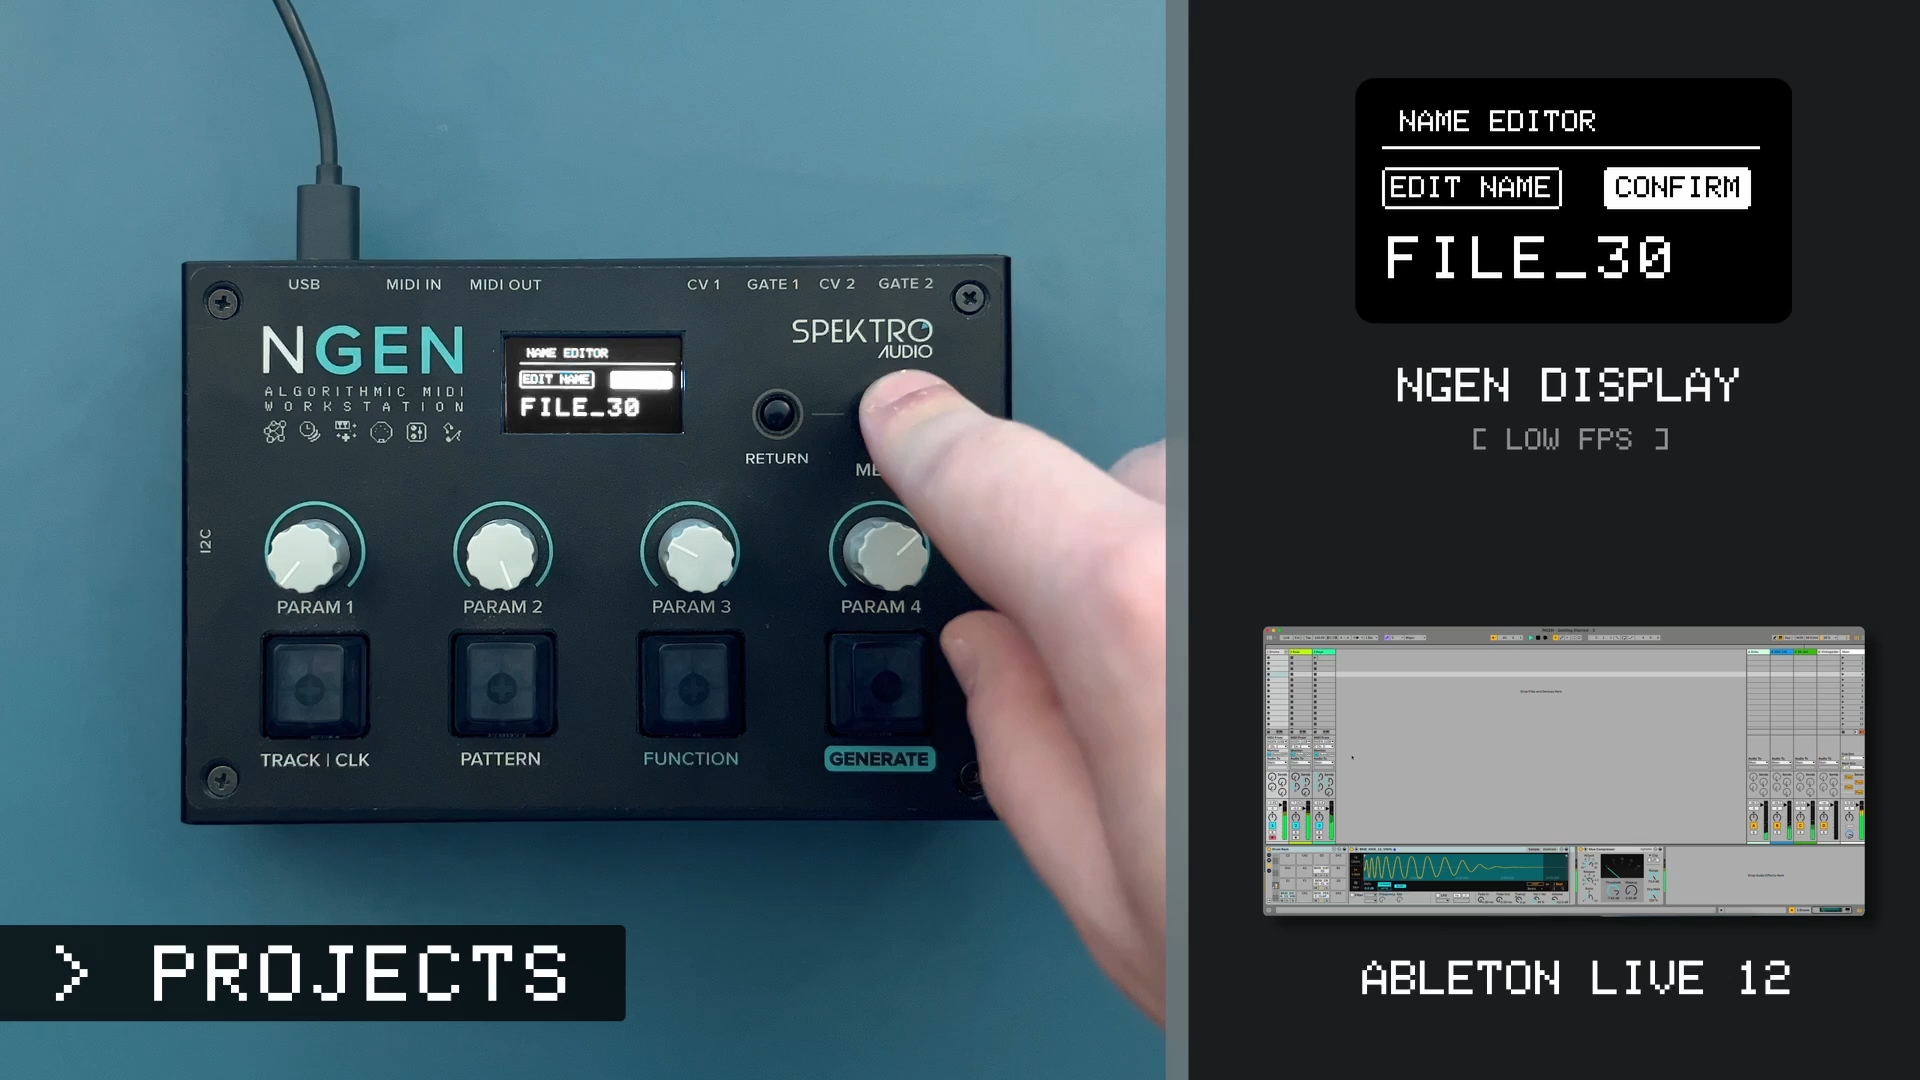 USB MIDI IN MIDI OUT CV 1 GATE 1 CV 2 GATE 2
NGEN
ALGORITHMIC MIDI
WORKSTATION
NAME EDITOR
EDIT NAME
FILE_30
SPEKTRO
AUDIO
RETURN
ME
I2C
PARAM 1 PARAM 2 PARAM 3 PARAM 4
TRACK | CLK PATTERN FUNCTION GENERATE
> PROJECTS
NAME EDITOR
EDIT NAME CONFIRM
FILE_30
NGEN DISPLAY
[ LOW FPS ]
ABLETON LIVE 12